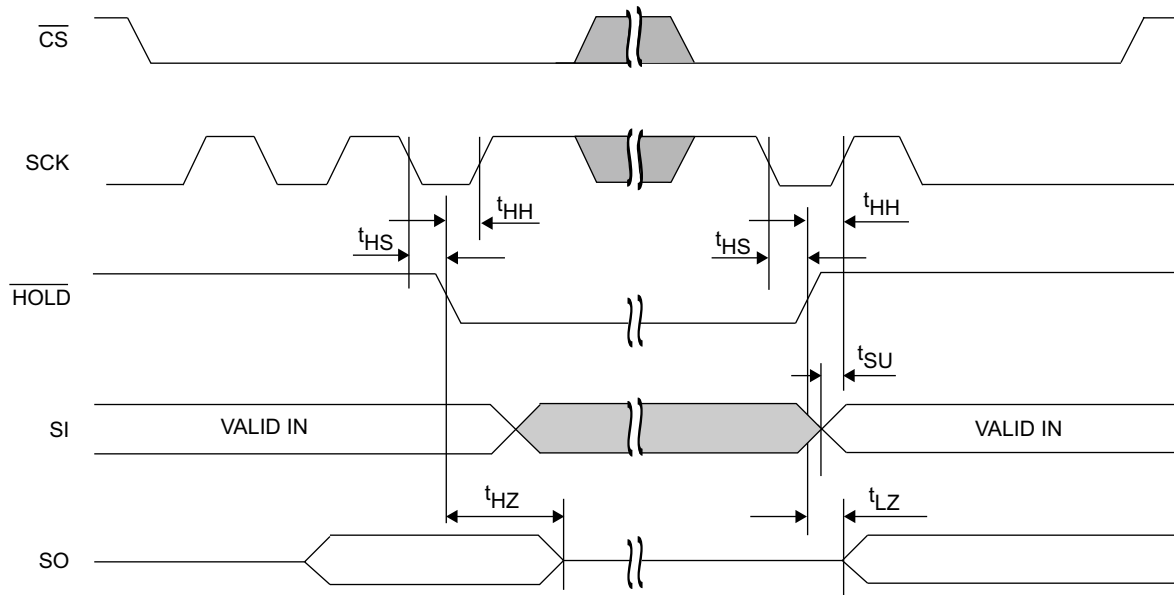 CS
SCK
tHH
tHH
tHS
tHS
HOLD
tSU
SI
VALID IN
VALID IN
tHZ
tLZ
SO